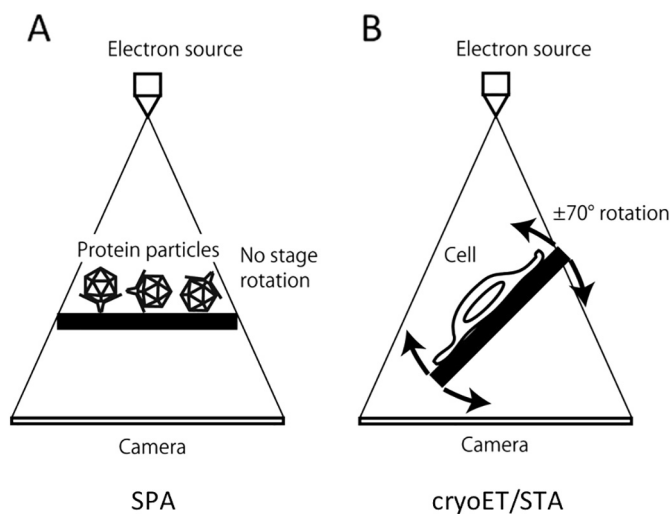 A
Electron source
Protein particles
No stage
rotation
Camera
SPA
B
Electron source
±70° rotation
Cell
Camera
cryoET/STA